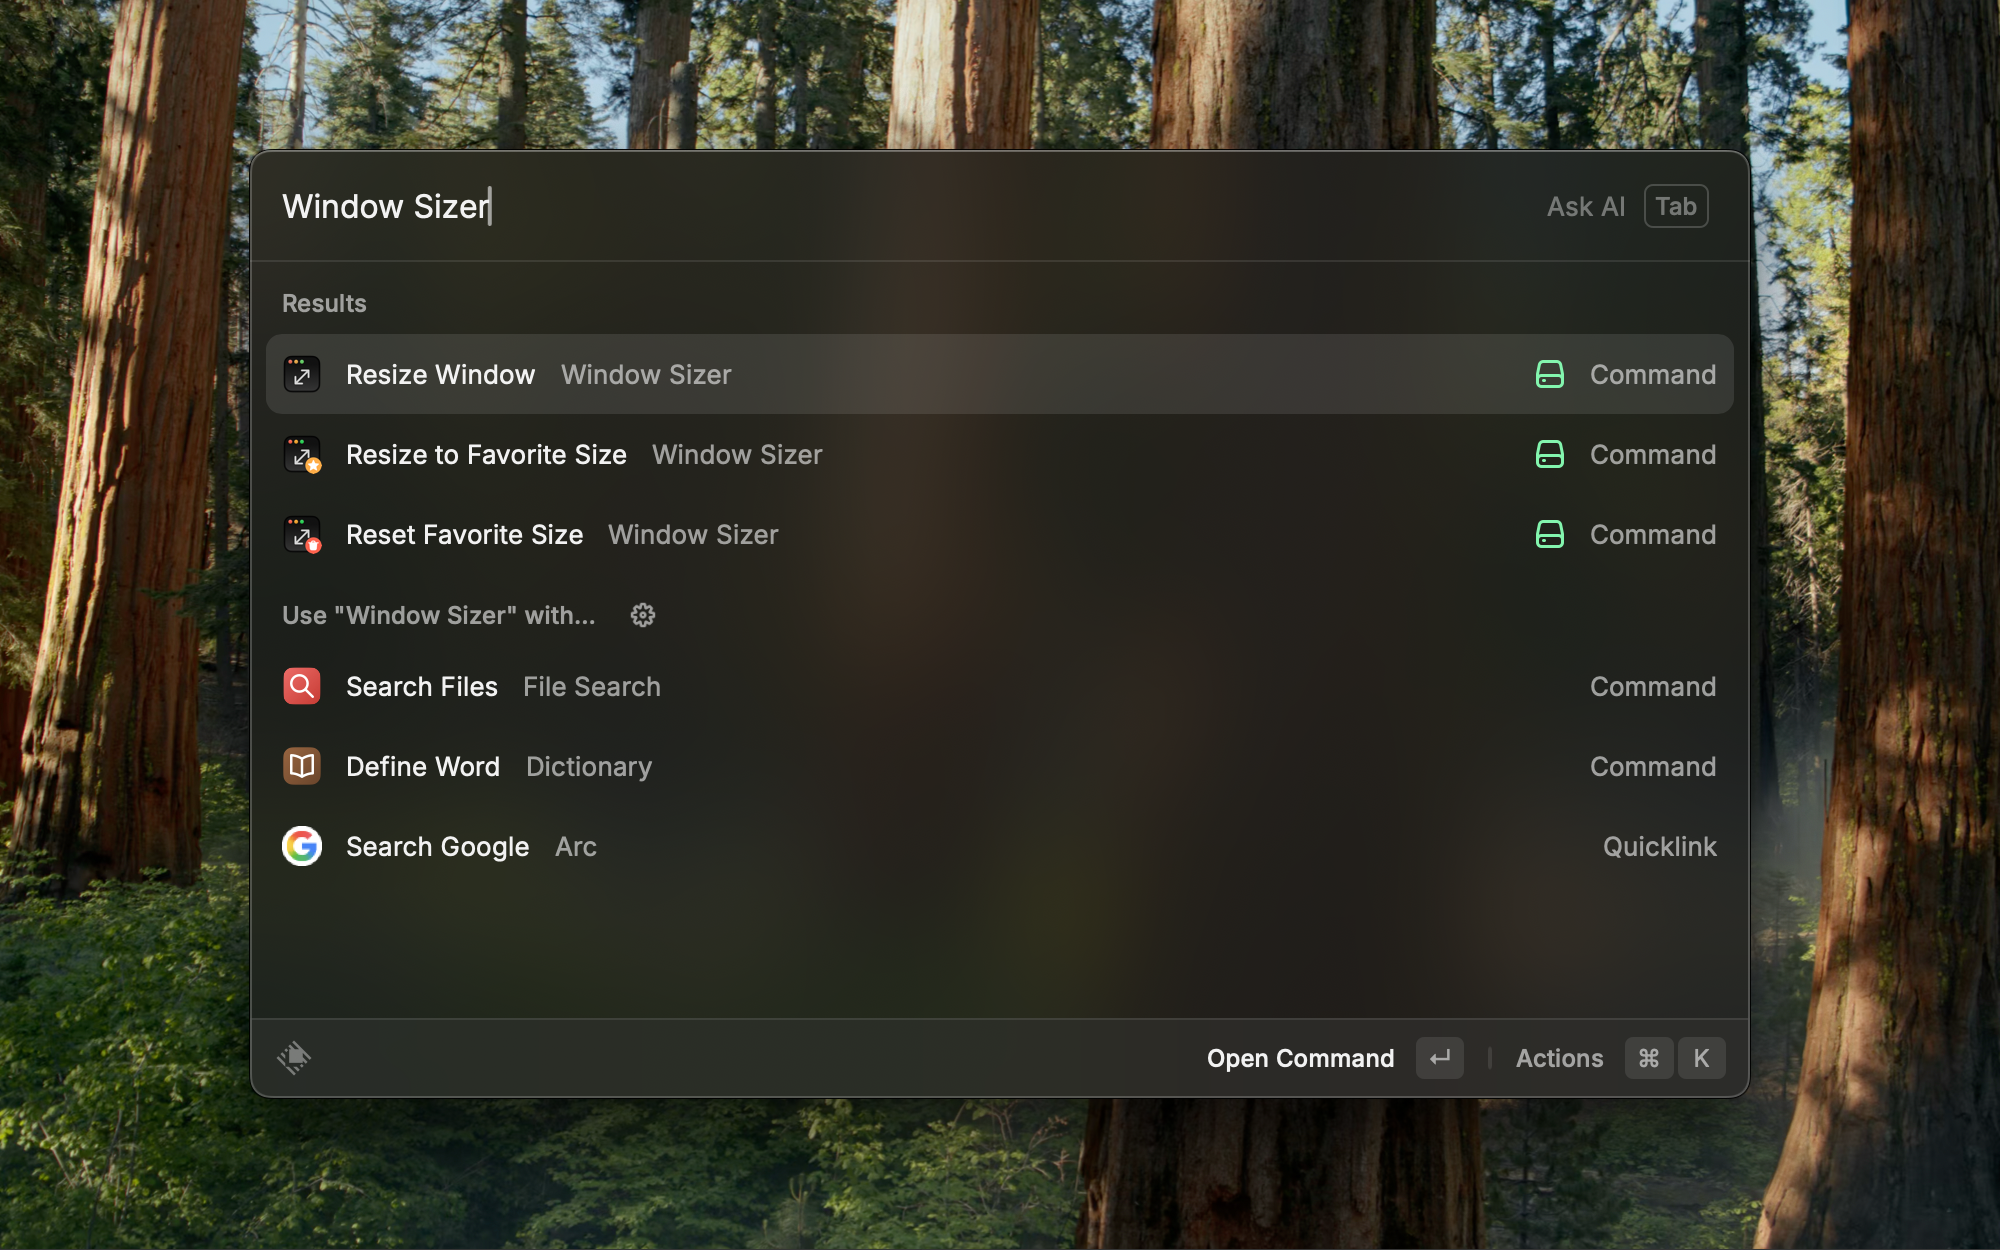 Window Sizer Ask AI Tab
Results
Resize Window Window Sizer Command
Resize to Favorite Size Window Sizer Command
Reset Favorite Size Window Sizer Command
Use "Window Sizer" with...
Search Files File Search Command
Define Word Dictionary Command
Search Google Arc Quicklink
Open Command ↵ Actions ⌘ K